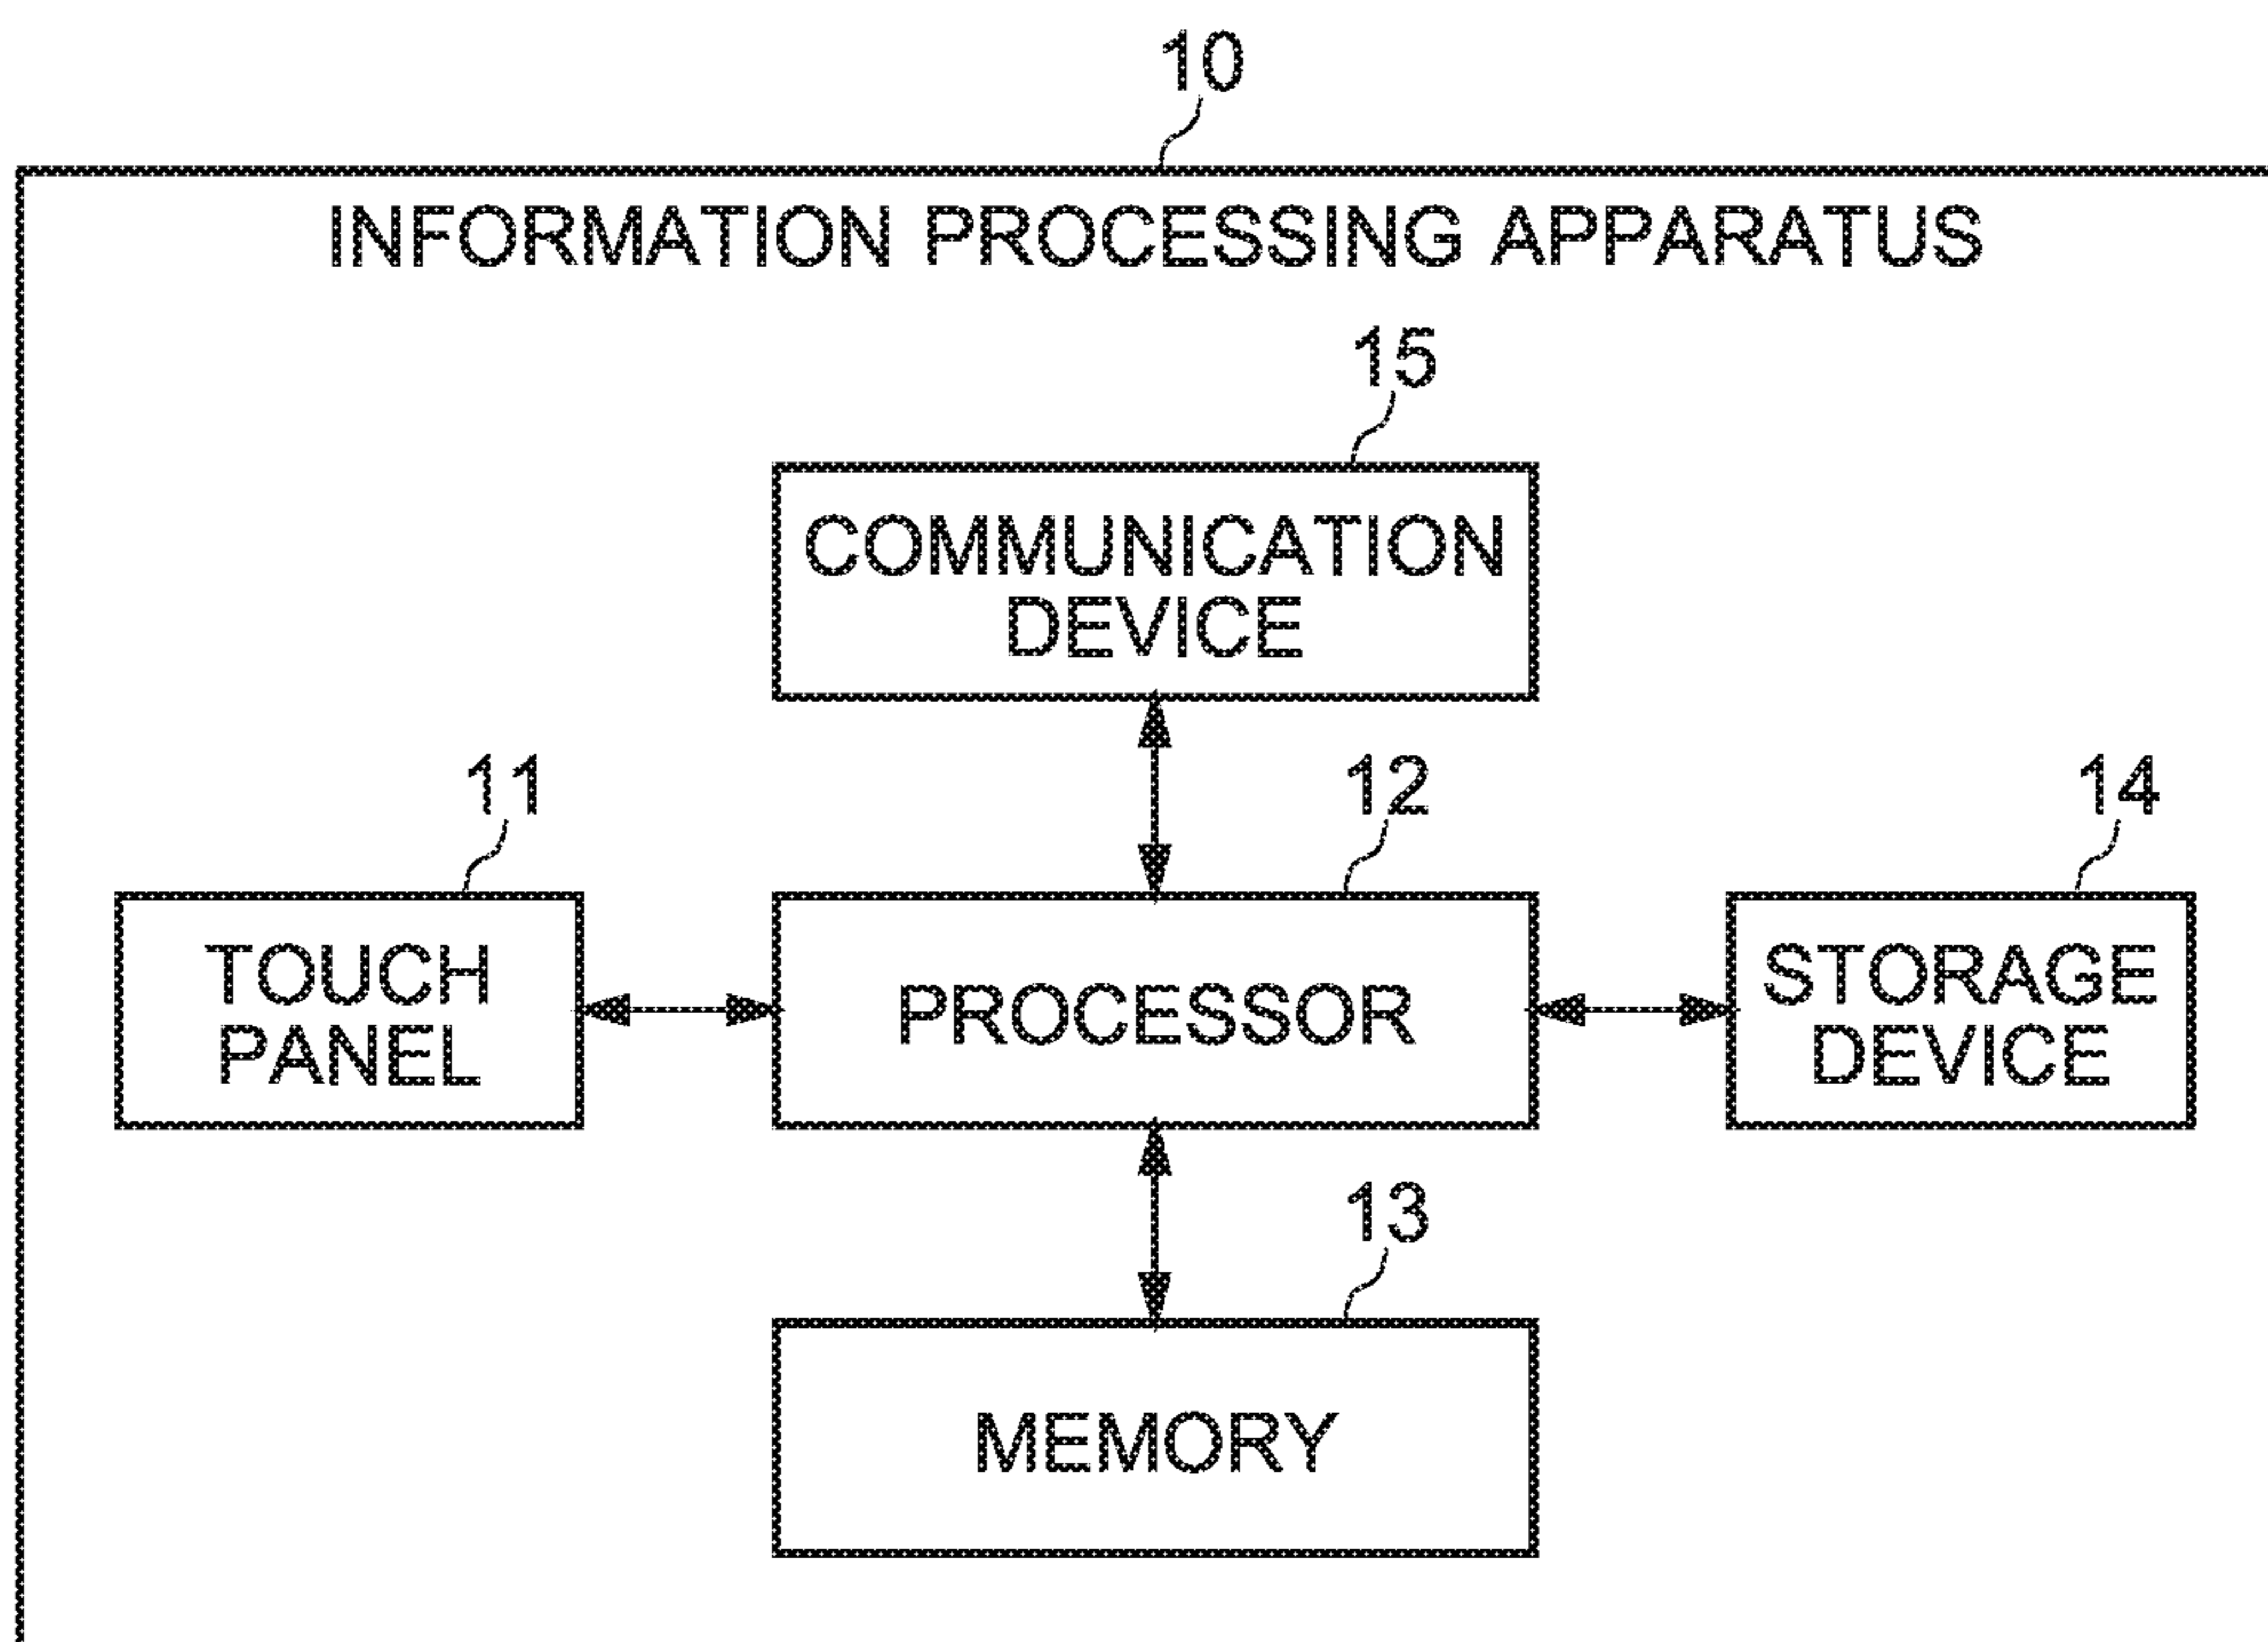 10
INFORMATION PROCESSING APPARATUS
15
COMMUNICATION
DEVICE
11
12
14
TOUCH
PANEL
PROCESSOR
STORAGE
DEVICE
13
MEMORY